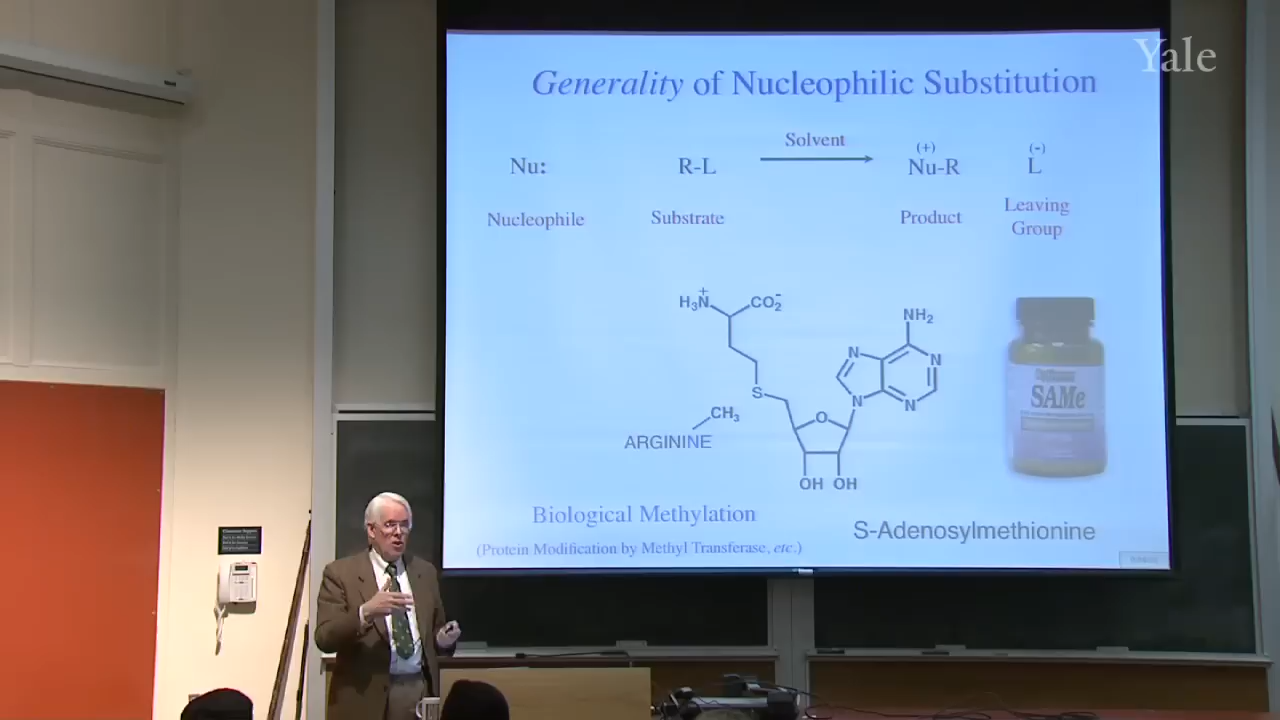 Yale
Generality of Nucleophilic Substitution
Solvent
(+)
(-)
Nu:
R-L
Nu-R
L
Nucleophile
Substrate
Product
Leaving
Group
H3N+
CO2-
NH2
N
N
N
N
S
O
CH3
ARGININE
OH
OH
SAMe
Biological Methylation
S-Adenosylmethionine
(Protein Modification by Methyl Transferase, etc.)